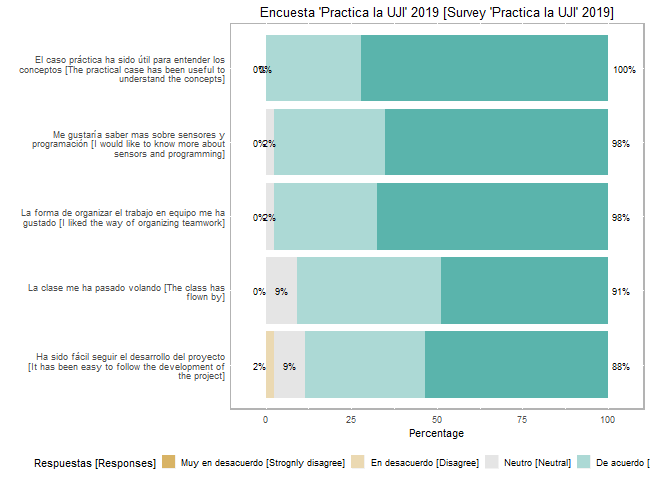 Encuesta 'Practica la UJI' 2019 [Survey 'Practica la UJI' 2019]
El caso práctica ha sido útil para entender los
conceptos [The practical case has been useful to
understand the concepts]
0% 0% 100%
Me gustaría saber mas sobre sensores y
programación [I would like to know more about
sensors and programming]
0% 2% 98%
La forma de organizar el trabajo en equipo me ha
gustado [I liked the way of organizing teamwork]
0% 2% 98%
La clase me ha pasado volando [The class has
flown by]
0% 9% 91%
Ha sido fácil seguir el desarrollo del proyecto
[It has been easy to follow the development of
the project]
2% 9% 88%
0 25 50 75 100
Percentage
Respuestas [Responses] Muy en desacuerdo [Strognly disagree] En desacuerdo [Disagree] Neutro [Neutral] De acuerdo [